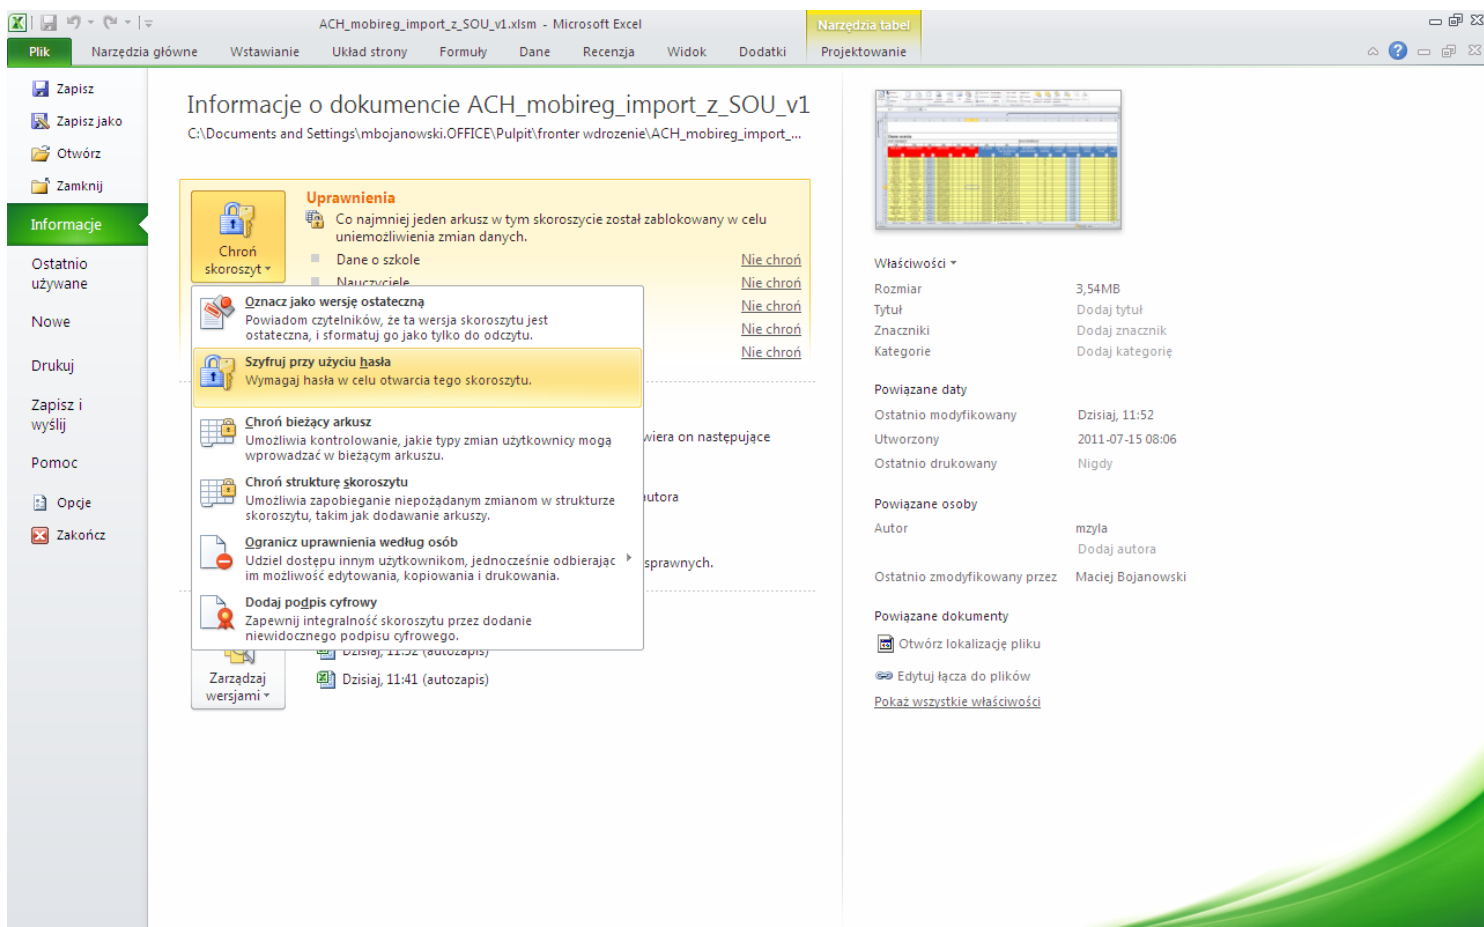 ACH_mobireg_import_z_SOU_v1.xlsm - Microsoft Excel
Narzędzia tabel
Plik Narzędzia główne Wstawianie Układ strony Formuły Dane Recenzja Widok Dodatki Projektowanie
Zapisz
Zapisz jako
Otwórz
Zamknij
Informacje
Ostatnio
używane
Nowe
Drukuj
Zapisz i
wyślij
Pomoc
Opcje
Zakończ
Informacje o dokumencie ACH_mobireg_import_z_SOU_v1
C:\Documents and Settings\mbojanowski.OFFICE\Pulpit\fronter wdrozenie\ACH_mobireg_import_...
Chroń
skoroszyt
Uprawnienia
Co najmniej jeden arkusz w tym skoroszycie został zablokowany w celu
uniemożliwienia zmian danych.
Dane o szkole Nie chroń
Nauczyciele Nie chroń
Nie chroń
Nie chroń
Nie chroń
Oznacz jako wersję ostateczną
Powiadom czytelników, że ta wersja skoroszytu jest
ostateczna, i sformatuj go jako tylko do odczytu.
Szyfruj przy użyciu hasła
Wymagaj hasła w celu otwarcia tego skoroszytu.
Chroń bieżący arkusz
Umożliwia kontrolowanie, jakie typy zmian użytkownicy mogą
wprowadzać w bieżącym arkuszu.
Chroń strukturę skoroszytu
Umożliwia zapobieganie niepożądanym zmianom w strukturze
skoroszytu, takim jak dodawanie arkuszy.
Ogranicz uprawnienia według osób
Udziel dostępu innym użytkownikom, jednocześnie odbierając
im możliwość edytowania, kopiowania i drukowania.
Dodaj podpis cyfrowy
Zapewnij integralność skoroszytu przez dodanie
niewidocznego podpisu cyfrowego.
wiera on następujące
autora
sprawnych.
Zarządzaj
wersjami
Dzisiaj, 11:52 (autozapis)
Dzisiaj, 11:41 (autozapis)
Właściwości
Rozmiar 3,54MB
Tytuł Dodaj tytuł
Znaczniki Dodaj znacznik
Kategorie Dodaj kategorię
Powiązane daty
Ostatnio modyfikowany Dzisiaj, 11:52
Utworzony 2011-07-15 08:06
Ostatnio drukowany Nigdy
Powiązane osoby
Autor mzyla
Dodaj autora
Ostatnio zmodyfikowany przez Maciej Bojanowski
Powiązane dokumenty
Otwórz lokalizację pliku
Edytuj łącza do plików
Pokaż wszystkie właściwości